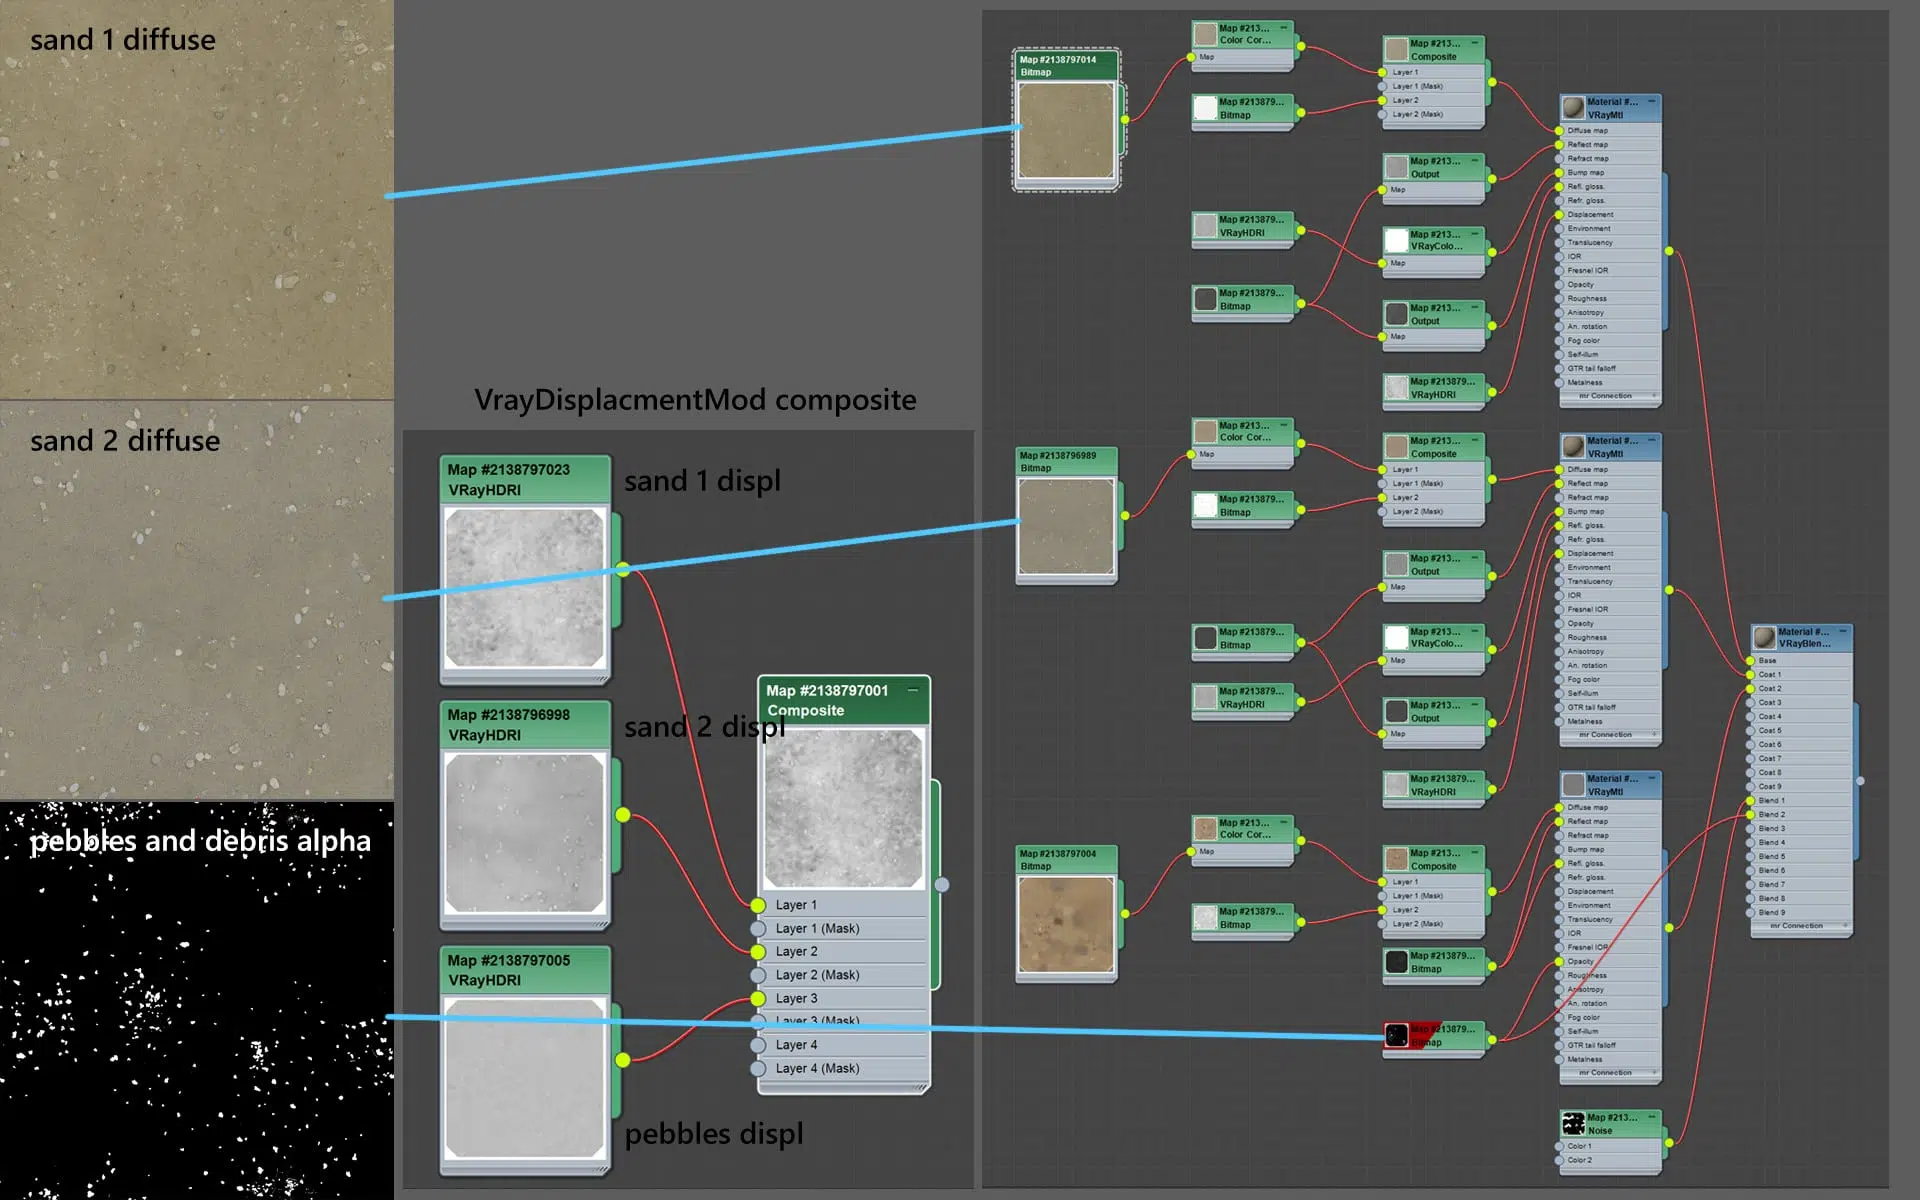 sand 1 diffuse
sand 2 diffuse
pebbles and debris alpha
VrayDisplacmentMod composite
Map #2138797023
VRayHDRI
sand 1 displ
Map #2138796998
VRayHDRI
sand 2 displ
Map #2138797005
VRayHDRI
pebbles displ
Map #2138797001
Composite
Layer 1
Layer 1 (Mask)
Layer 2
Layer 2 (Mask)
Layer 3
Layer 3 (Mask)
Layer 4
Layer 4 (Mask)
Map #2138797014
Bitmap
Map #213...
Color Cor...
Map
Map #213879...
Bitmap
Map #213...
Composite
Layer 1
Layer 1 (Mask)
Layer 2
Layer 2 (Mask)
Map #213...
Output
Map
Map #213879...
VRayHDRI
Map #213...
VRayColo...
Map
Map #213879...
Bitmap
Map #213...
Output
Map
Map #213879...
VRayHDRI
Material #...
VRayMtl
Diffuse map
Reflect map
Refract map
Bump map
Refl. gloss.
Refr. gloss.
Displacement
Environment
Translucency
IOR
Fresnel IOR
Opacity
Roughness
Anisotropy
An. rotation
Fog color
Self-illum
GTR tail falloff
Metalness
mr Connection
Map #2138796989
Bitmap
Map #213...
Color Cor...
Map
Map #213879...
Bitmap
Map #213...
Composite
Layer 1
Layer 1 (Mask)
Layer 2
Layer 2 (Mask)
Map #213...
Output
Map
Map #213879...
Bitmap
Map #213...
VRayColo...
Map
Map #213879...
VRayHDRI
Map #213...
Output
Map
Map #213879...
VRayHDRI
Material #...
VRayMtl
Diffuse map
Reflect map
Refract map
Bump map
Refl. gloss.
Refr. gloss.
Displacement
Environment
Translucency
IOR
Fresnel IOR
Opacity
Roughness
Anisotropy
An. rotation
Fog color
Self-illum
GTR tail falloff
Metalness
mr Connection
Map #2138797004
Bitmap
Map #213...
Color Cor...
Map
Map #213879...
Bitmap
Map #213...
Composite
Layer 1
Layer 1 (Mask)
Layer 2
Layer 2 (Mask)
Map #213879...
Bitmap
Map #213879...
Bitmap
Material #...
VRayMtl
Diffuse map
Reflect map
Refract map
Bump map
Refl. gloss.
Refr. gloss.
Displacement
Environment
Translucency
IOR
Fresnel IOR
Opacity
Roughness
Anisotropy
An. rotation
Fog color
Self-illum
GTR tail falloff
Metalness
mr Connection
Map #213...
Noise
Color 1
Color 2
Material #...
VRayBlen...
Base
Coat 1
Coat 2
Coat 3
Coat 4
Coat 5
Coat 6
Coat 7
Coat 8
Coat 9
Blend 1
Blend 2
Blend 3
Blend 4
Blend 5
Blend 6
Blend 7
Blend 8
Blend 9
mr Connection